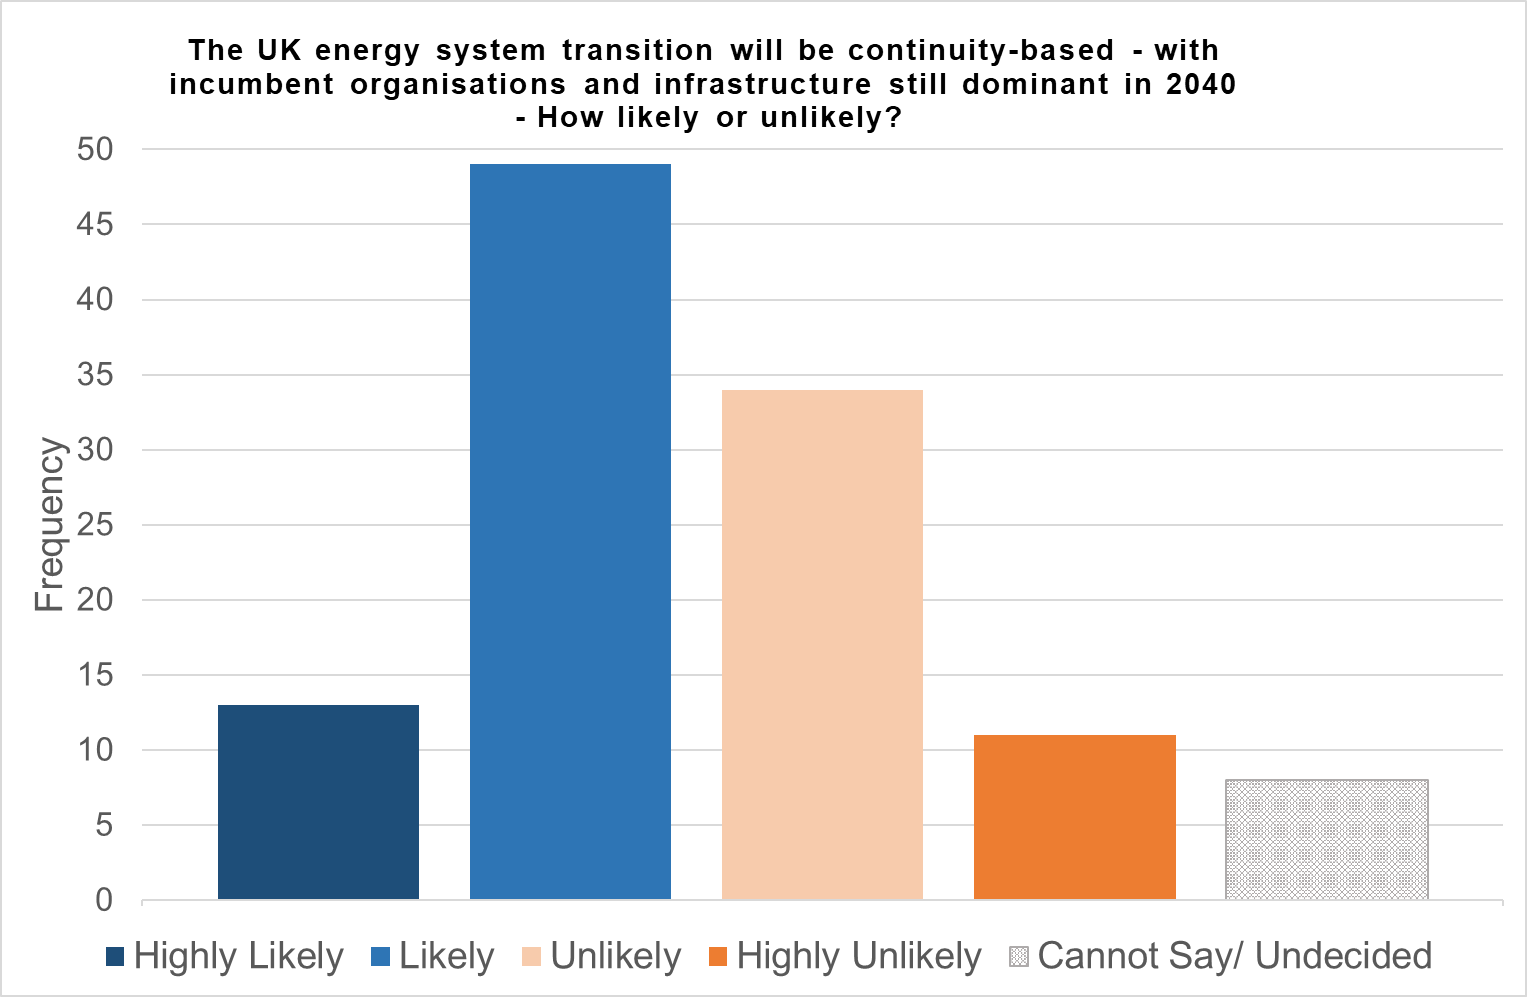 The UK energy system transition will be continuity-based - with
incumbent organisations and infrastructure still dominant in 2040
- How likely or unlikely?
50
45
40
35
30
25
20
15
10
5
0
Frequency
Highly Likely
Likely
Unlikely
Highly Unlikely
Cannot Say/ Undecided